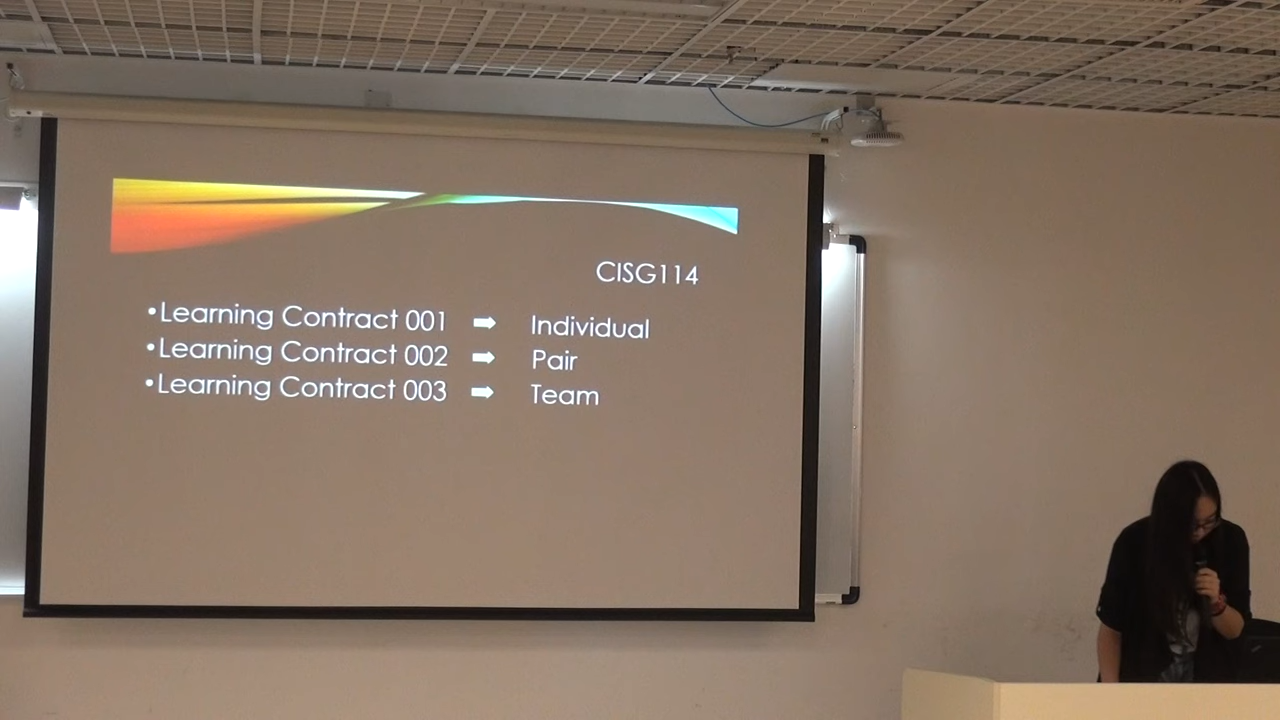 CISG114
•Learning Contract 001 ➡ Individual
•Learning Contract 002 ➡ Pair
•Learning Contract 003 ➡ Team